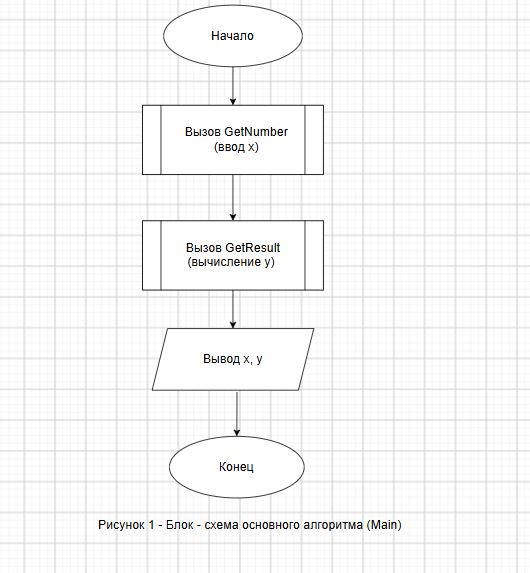 Начало
Вызов GetNumber
(ввод x)
Вызов GetResult
(вычисление y)
Вывод x, y
Конец
Рисунок 1 - Блок - схема основного алгоритма (Main)